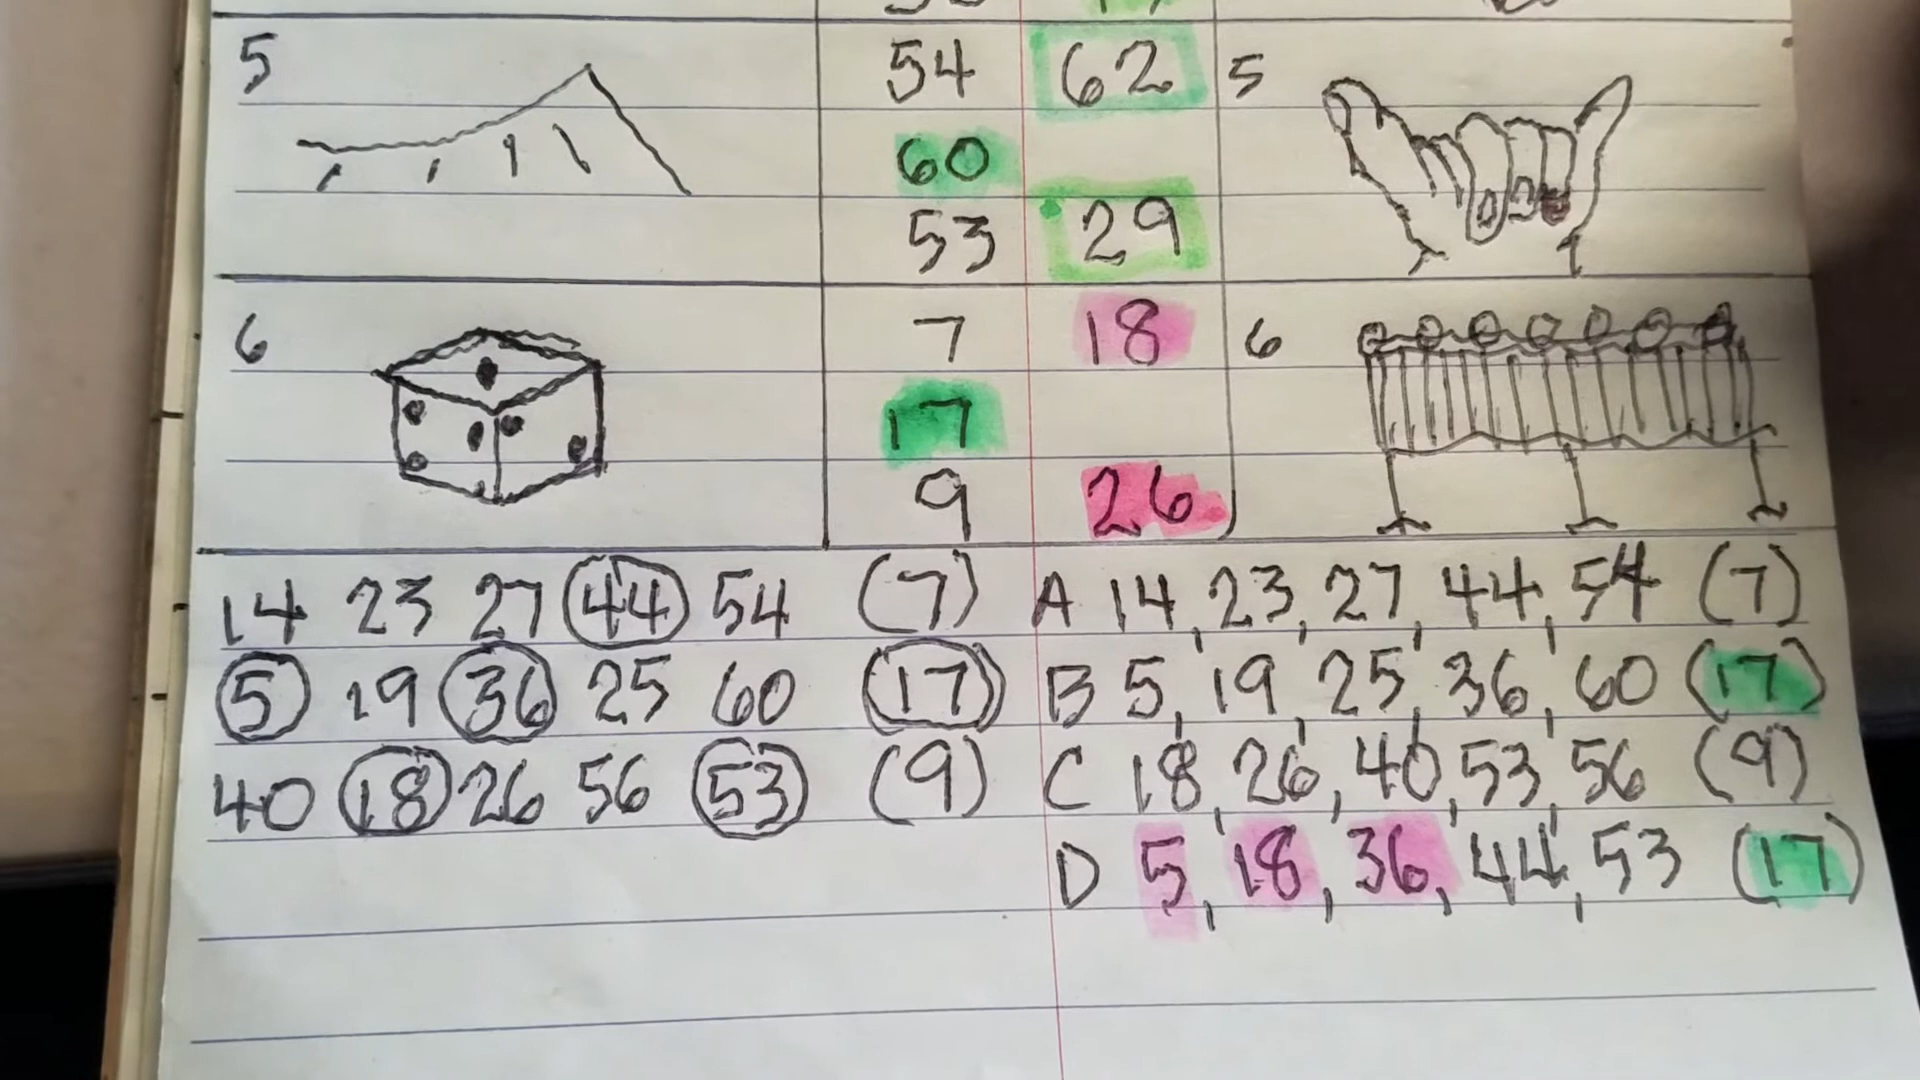 5 54 62 5
60
53 29
6 7 18 6
17
9 26
14 23 27 44 54 (7) A 14, 23, 27, 44, 54 (7)
5 19 36 25 60 (17) B 5, 19, 25, 36, 60 (17)
40 18 26 56 53 (9) C 18, 26, 40, 53, 56 (9)
D 5, 18, 36, 44, 53 (17)